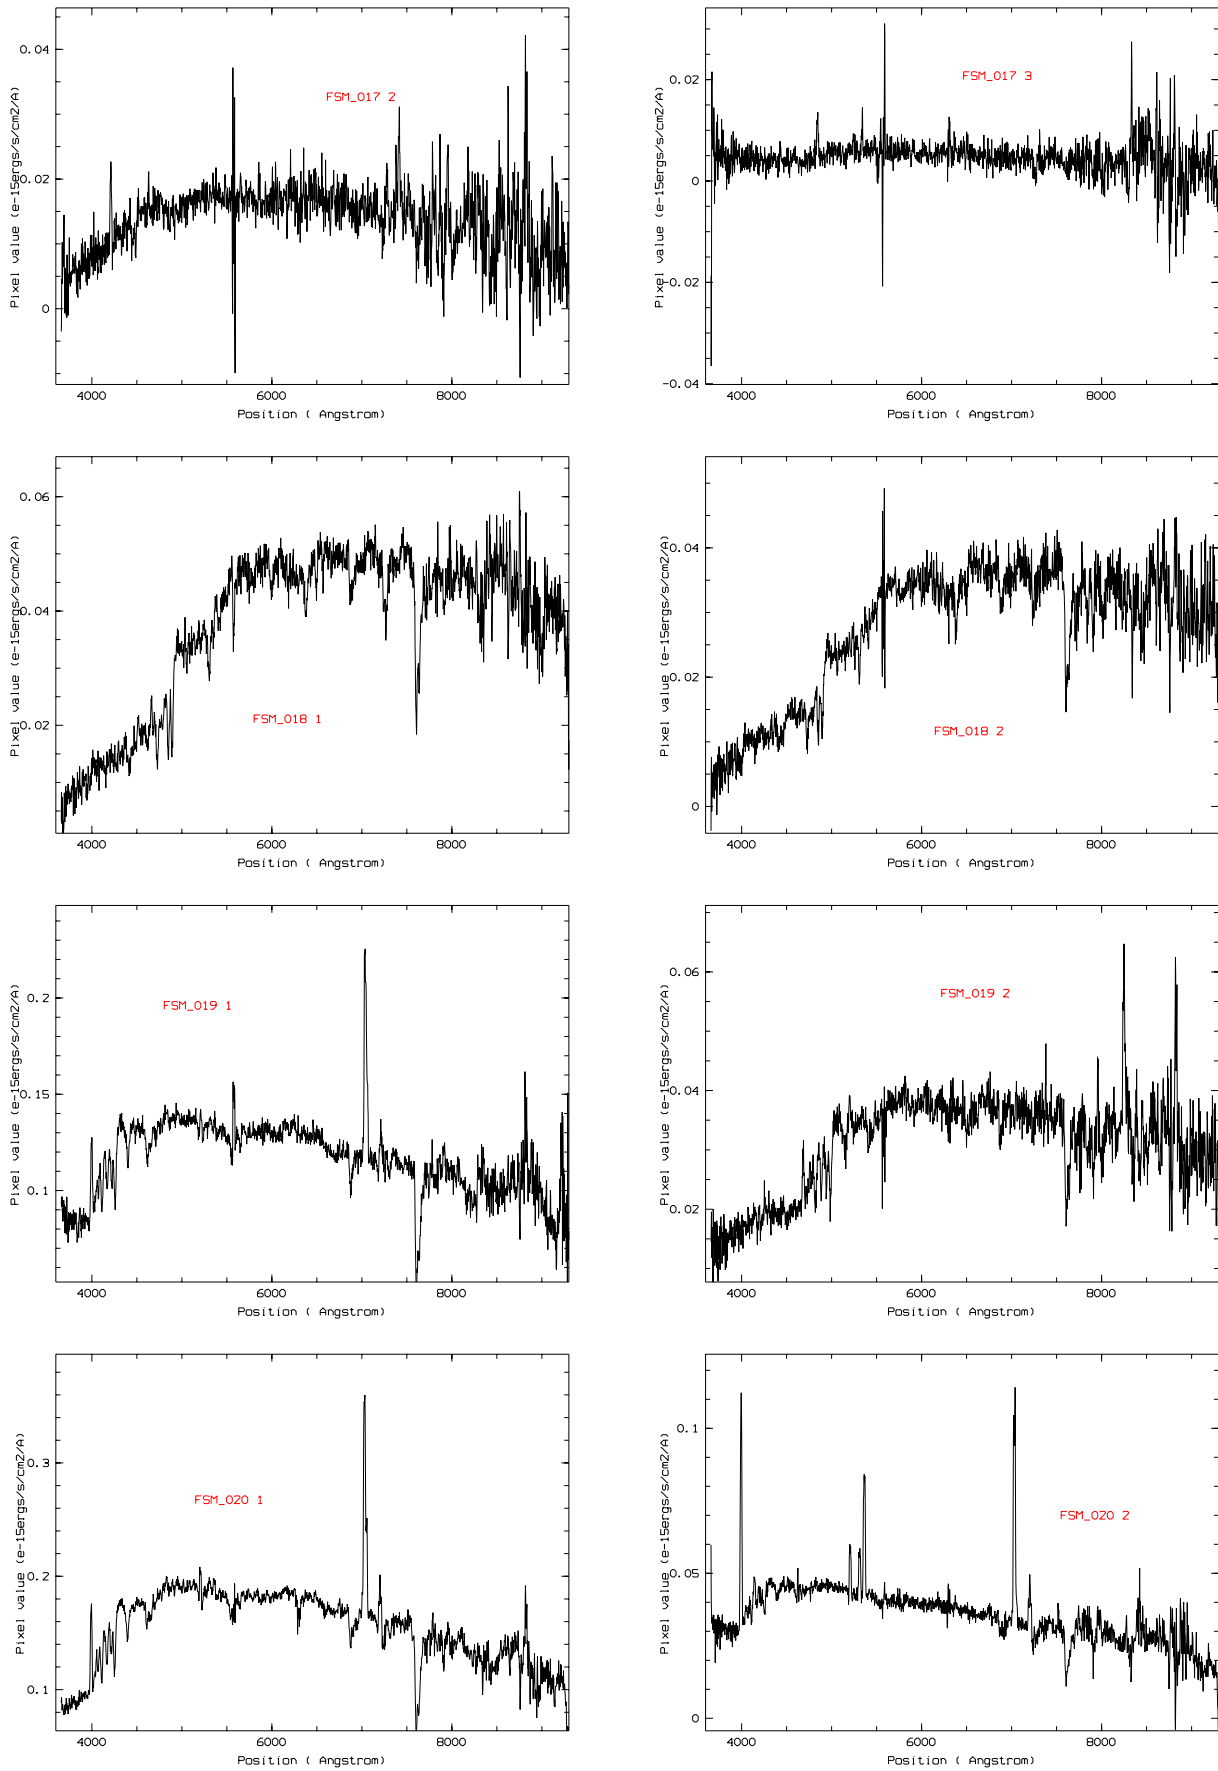 0.04
0.02
0
Pixel value (e-15ergs/s/cm2/A)
FSM_017 2
4000 6000 8000
Position ( Angstrom)
0.02
0
-0.02
-0.04
Pixel value (e-15ergs/s/cm2/A)
FSM_017 3
4000 6000 8000
Position ( Angstrom)
0.06
0.04
0.02
Pixel value (e-15ergs/s/cm2/A)
FSM_018 1
4000 6000 8000
Position ( Angstrom)
0.04
0.02
0
Pixel value (e-15ergs/s/cm2/A)
FSM_018 2
4000 6000 8000
Position ( Angstrom)
0.2
0.15
0.1
Pixel value (e-15ergs/s/cm2/A)
FSM_019 1
4000 6000 8000
Position ( Angstrom)
0.06
0.04
0.02
Pixel value (e-15ergs/s/cm2/A)
FSM_019 2
4000 6000 8000
Position ( Angstrom)
0.3
0.2
0.1
Pixel value (e-15ergs/s/cm2/A)
FSM_020 1
4000 6000 8000
Position ( Angstrom)
0.1
0.05
0
Pixel value (e-15ergs/s/cm2/A)
FSM_020 2
4000 6000 8000
Position ( Angstrom)